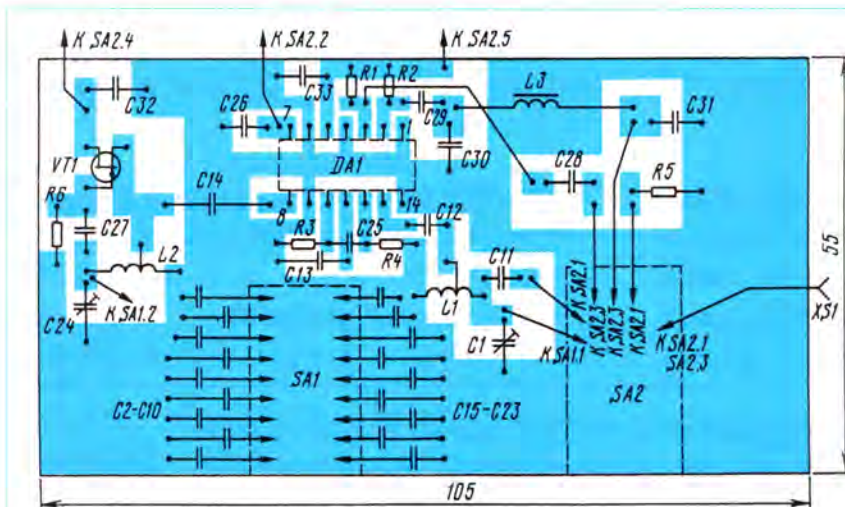 К SA2.4
К SA2.2
К SA2.5
C32
C33
R1
R2
L3
C26
7
1
C29
C31
VT1
DA1
C30
C28
R5
R6
C14
8
14
C12
C27
R3
C25
L2
C13
R4
C11
К SA2.1
55
C24
К SA1.2
L1
К SA2.3
К SA2.3
К SA2.1
XS1
C1
К SA1.1
К SA2.1
SA2.3
SA1
SA2
C2-C10
C15-C23
105